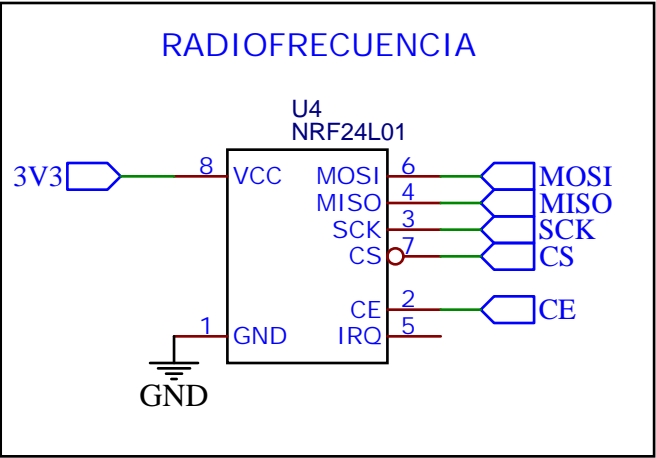 RADIOFRECUENCIA
U4
NRF24L01
3V3 8 VCC MOSI 6 MOSI
MISO 4 MISO
SCK 3 SCK
CS 7 CS
CE 2 CE
1 GND IRQ 5
GND